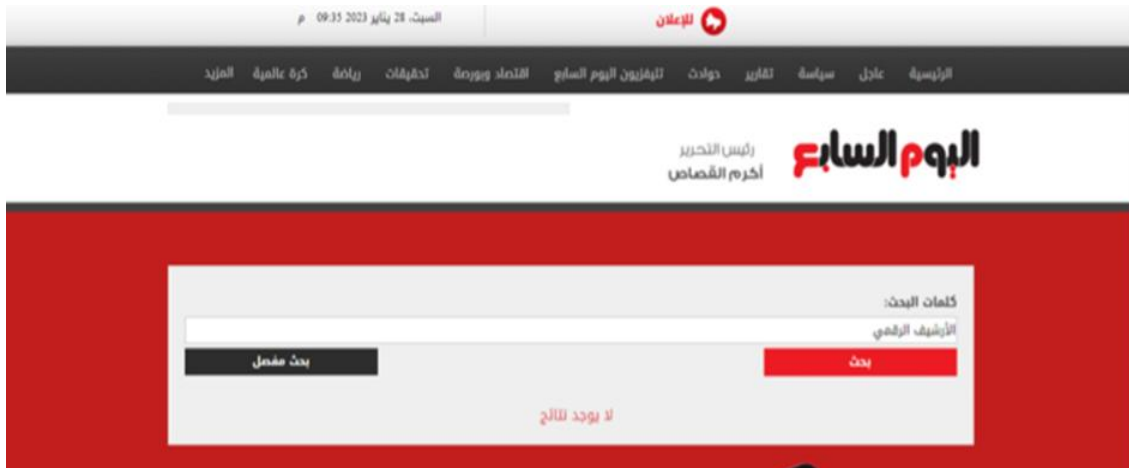 للإعلان
السبت، 28 يناير 2023 09:35 م
الرئيسية عاجل سياسة تقارير حوادث تليفزيون اليوم السابع اقتصاد وبورصة تحقيقات رياضة كرة عالمية المزيد
اليوم السابع
رئيس التحرير
أكرم القصاص
كلمات البحث:
الأرشيف الرقمي
بحث بحث مفصل
لا يوجد نتائج